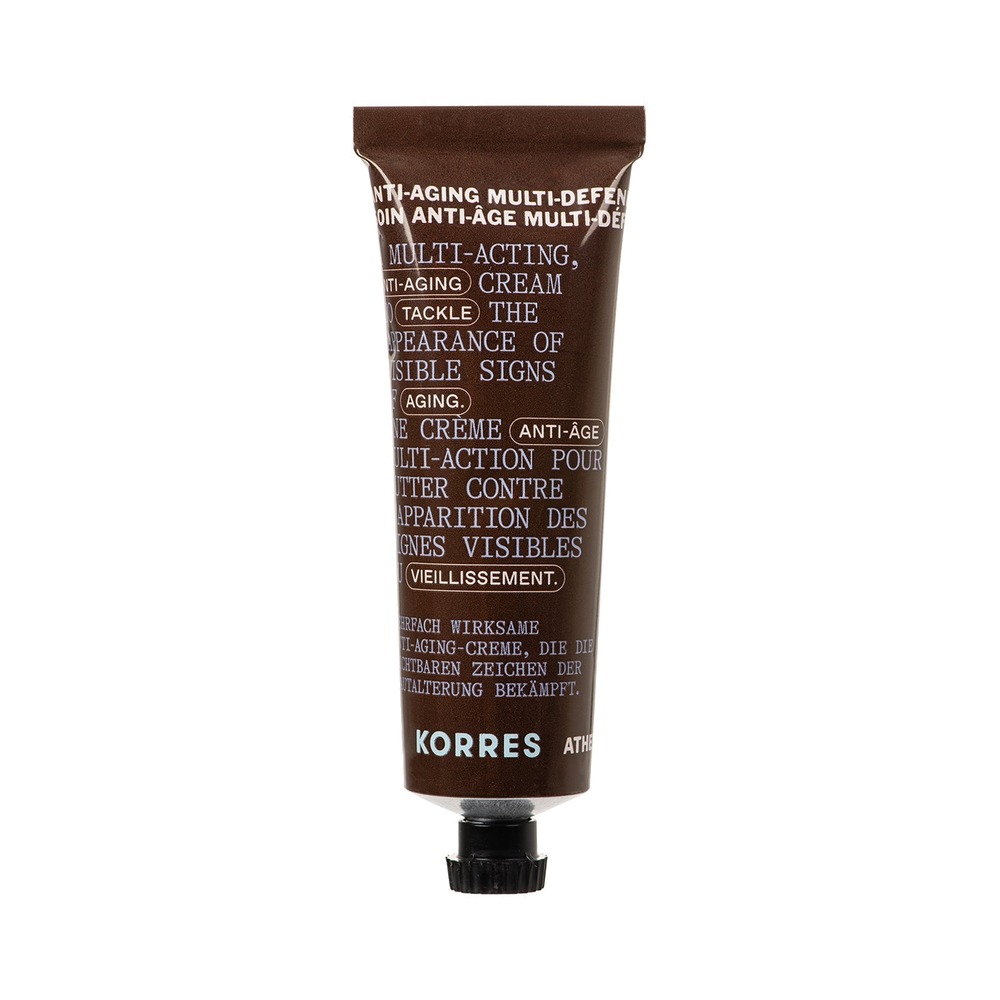 NTI-AGING MULTI-DEFEN
OIN ANTI-ÂGE MULTI-DÉF
MULTI-ACTING,
NTI-AGING CREAM
O TACKLE THE
PPEARANCE OF
ISIBLE SIGNS
F AGING.
NE CRÈME ANTI-ÂGE
ULTI-ACTION POUR
UTTER CONTRE
APPARITION DES
IGNES VISIBLES
U VIEILLISSEMENT.
HRFACH WIRKSAME
TI-AGING-CREME, DIE DIE
CHTBAREN ZEICHEN DER
AUTALTERUNG BEKÄMPFT.
KORRES ATHE